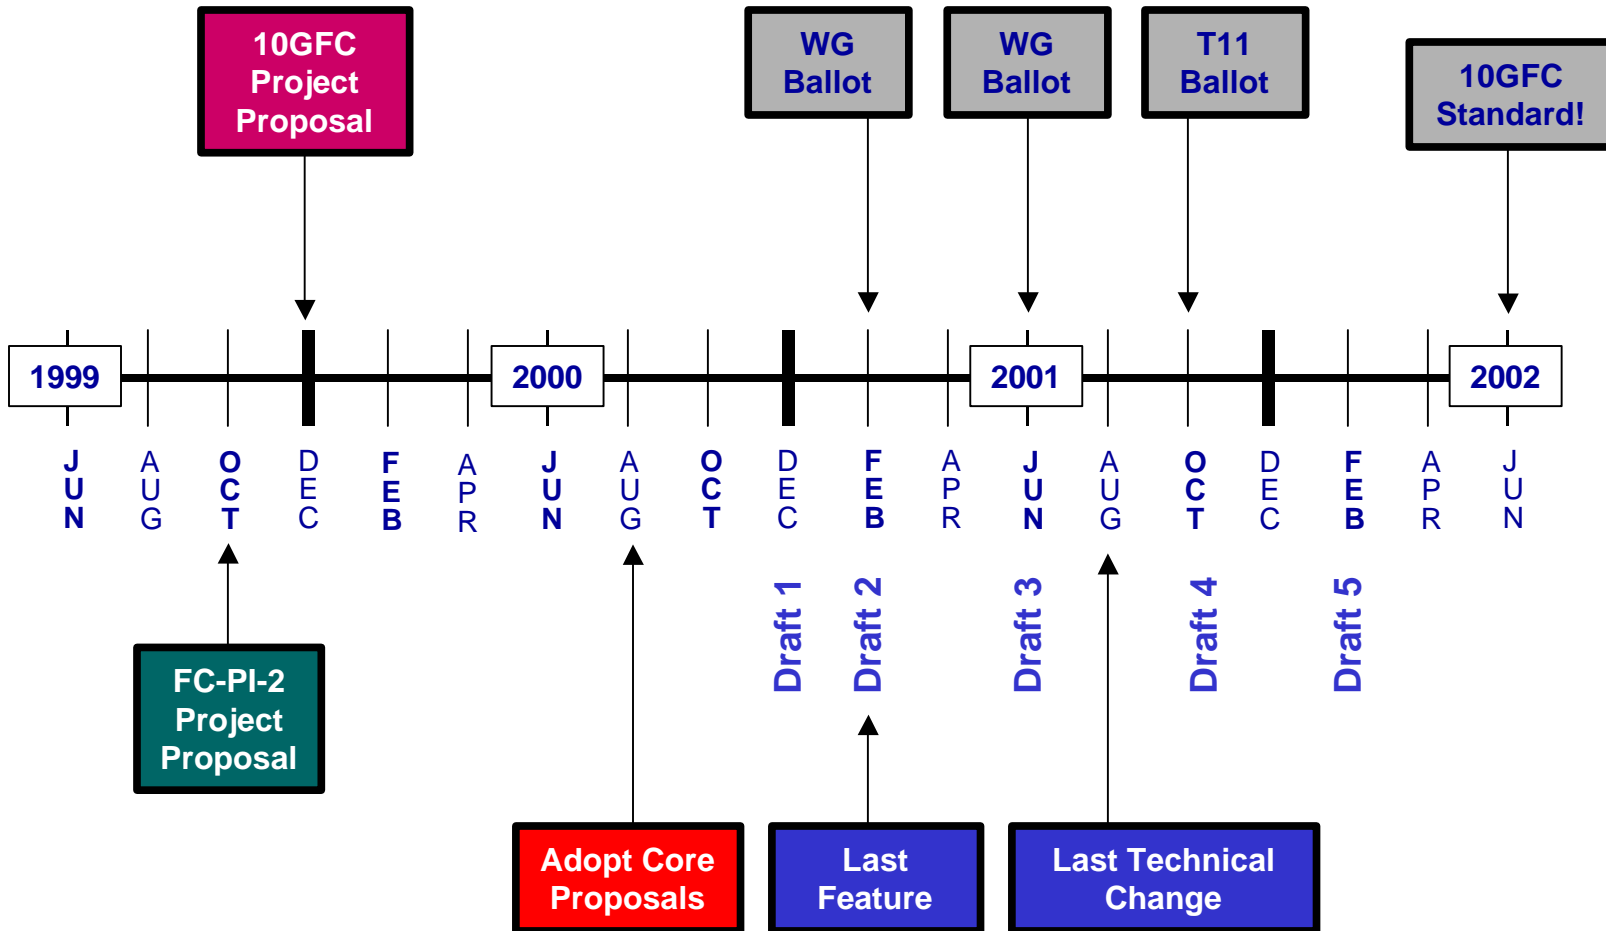 10GFC
Project
Proposal
WG
Ballot
WG
Ballot
T11
Ballot
10GFC
Standard!
1999
2000
2001
2002
JUN
AUG
OCT
DEC
FEB
APR
JUN
AUG
OCT
DEC
FEB
APR
JUN
AUG
OCT
DEC
FEB
APR
JUN
Draft 1
Draft 2
Draft 3
Draft 4
Draft 5
FC-PI-2
Project
Proposal
Adopt Core
Proposals
Last
Feature
Last Technical
Change